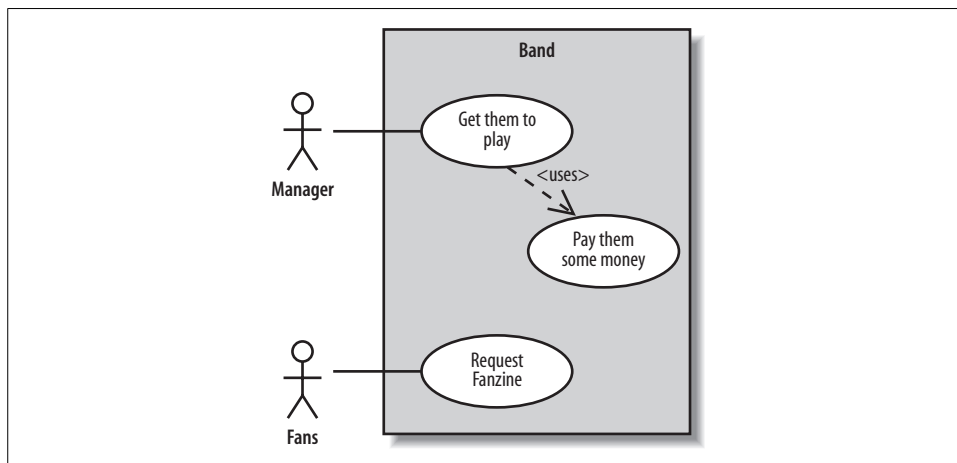 Band
Get them to
play
Manager
<uses>
Pay them
some money
Request
Fanzine
Fans